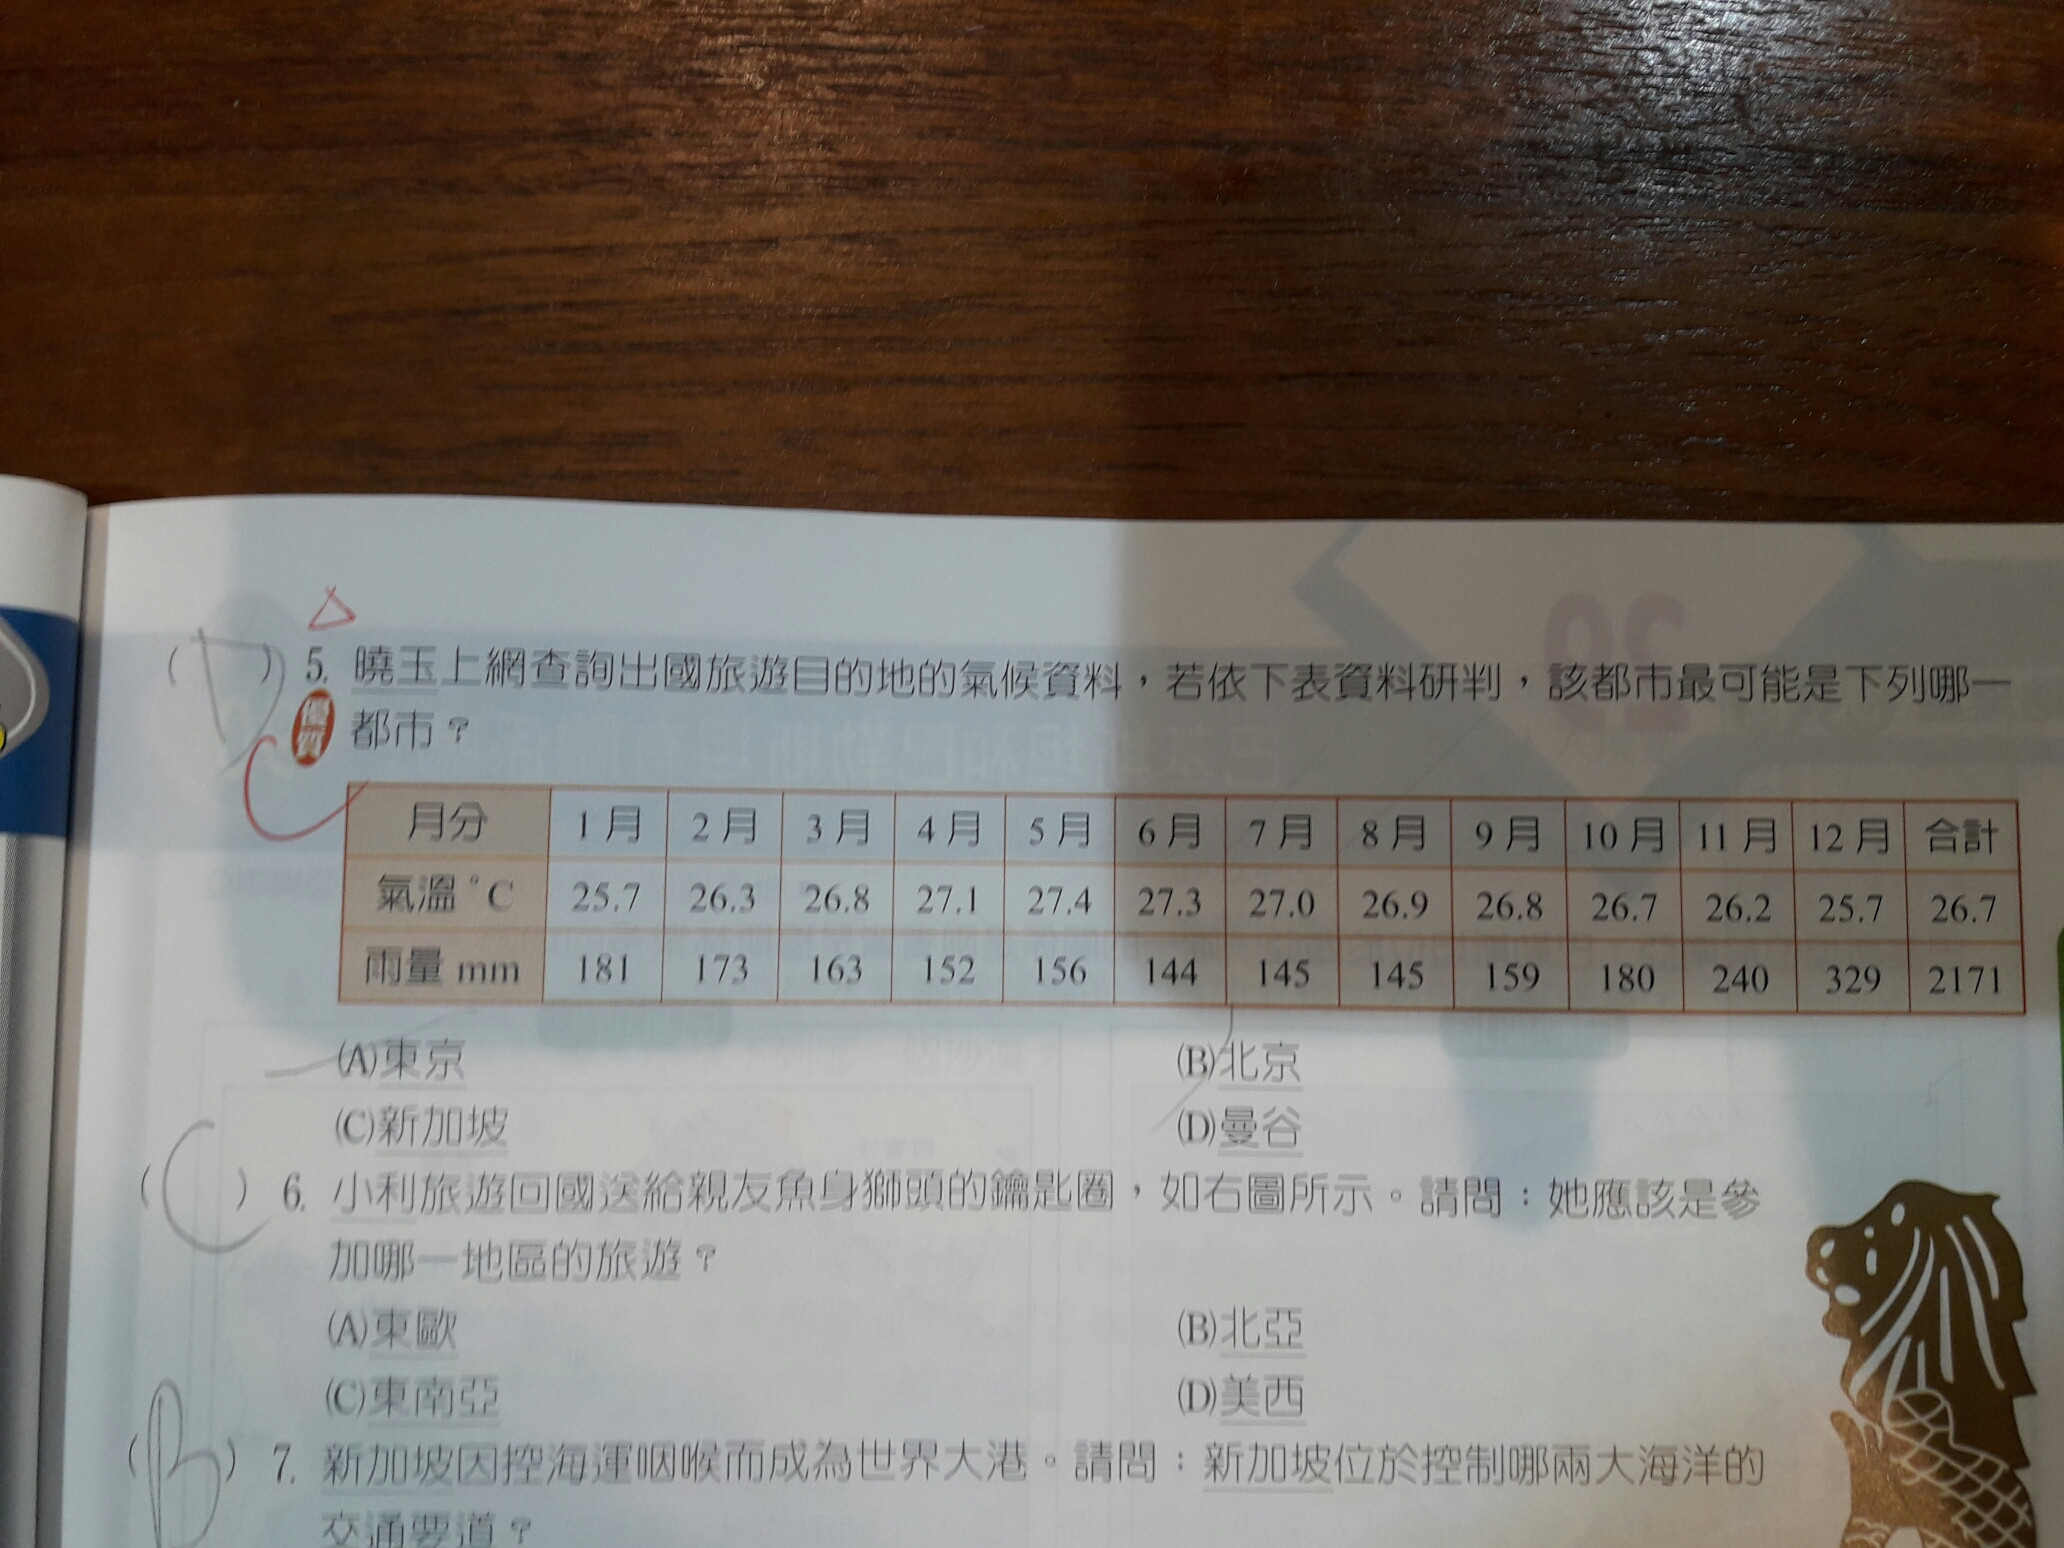 ( D ) 5. 曉玉上網查詢出國旅遊目的地的氣候資料，若依下表資料研判，該都市最可能是下列哪一
優質 都市？
C
月分 1月 2月 3月 4月 5月 6月 7月 8月 9月 10月 11月 12月 合計
氣溫°C 25.7 26.3 26.8 27.1 27.4 27.3 27.0 26.9 26.8 26.7 26.2 25.7 26.7
雨量 mm 181 173 163 152 156 144 145 145 159 180 240 329 2171
(A)東京 (B)北京
(C)新加坡 (D)曼谷
( C ) 6. 小利旅遊回國送給親友魚身獅頭的鑰匙圈，如右圖所示。請問：她應該是參
加哪一地區的旅遊？
(A)東歐 (B)北亞
(C)東南亞 (D)美西
( B ) 7. 新加坡因控海運咽喉而成為世界大港。請問：新加坡位於控制哪兩大海洋的
交通要道？